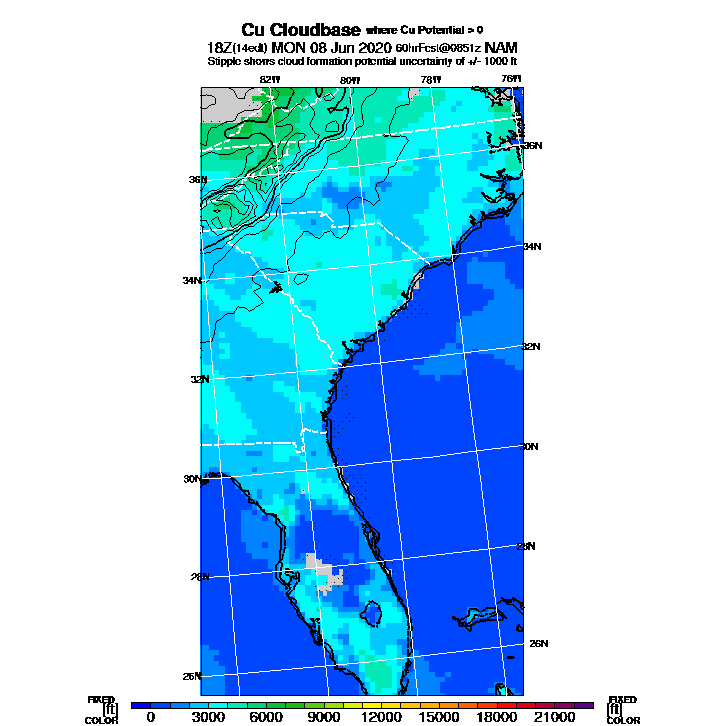 Cu Cloudbase where Cu Potential > 0
18Z(14edt) MON 08 Jun 2020 60hrFcst@0851z NAM
Stipple shows cloud formation potential uncertainty of +/- 1000 ft
82W 80W 78W 76W
36N
36N
34N
34N
32N
32N
30N
30N
28N
28N
26N
26N
FIXED FIXED
[ft] [ft]
COLOR COLOR
0 3000 6000 9000 12000 15000 18000 21000